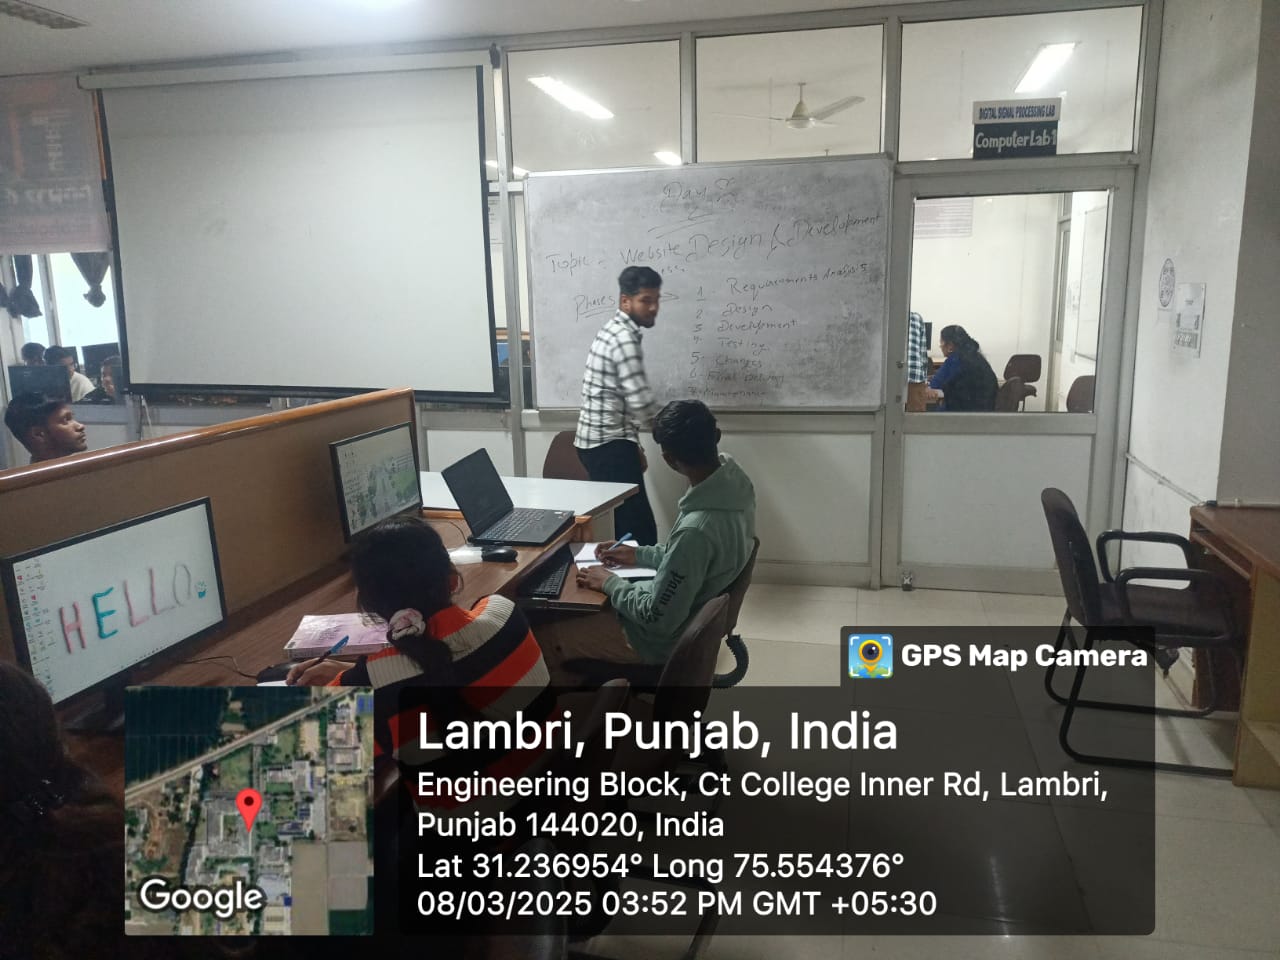 DIGITAL SIGNAL PROCESSING LAB
Computer Lab 1
Day
Topic - Website Design & Development
Phases
1 Requirements Analysis
2 Design
3 Development
4. Testing
5- Changes
6-
7-
HELLO
GPS Map Camera
Lambri, Punjab, India
Engineering Block, Ct College Inner Rd, Lambri,
Punjab 144020, India
Lat 31.236954° Long 75.554376°
08/03/2025 03:52 PM GMT +05:30
Google